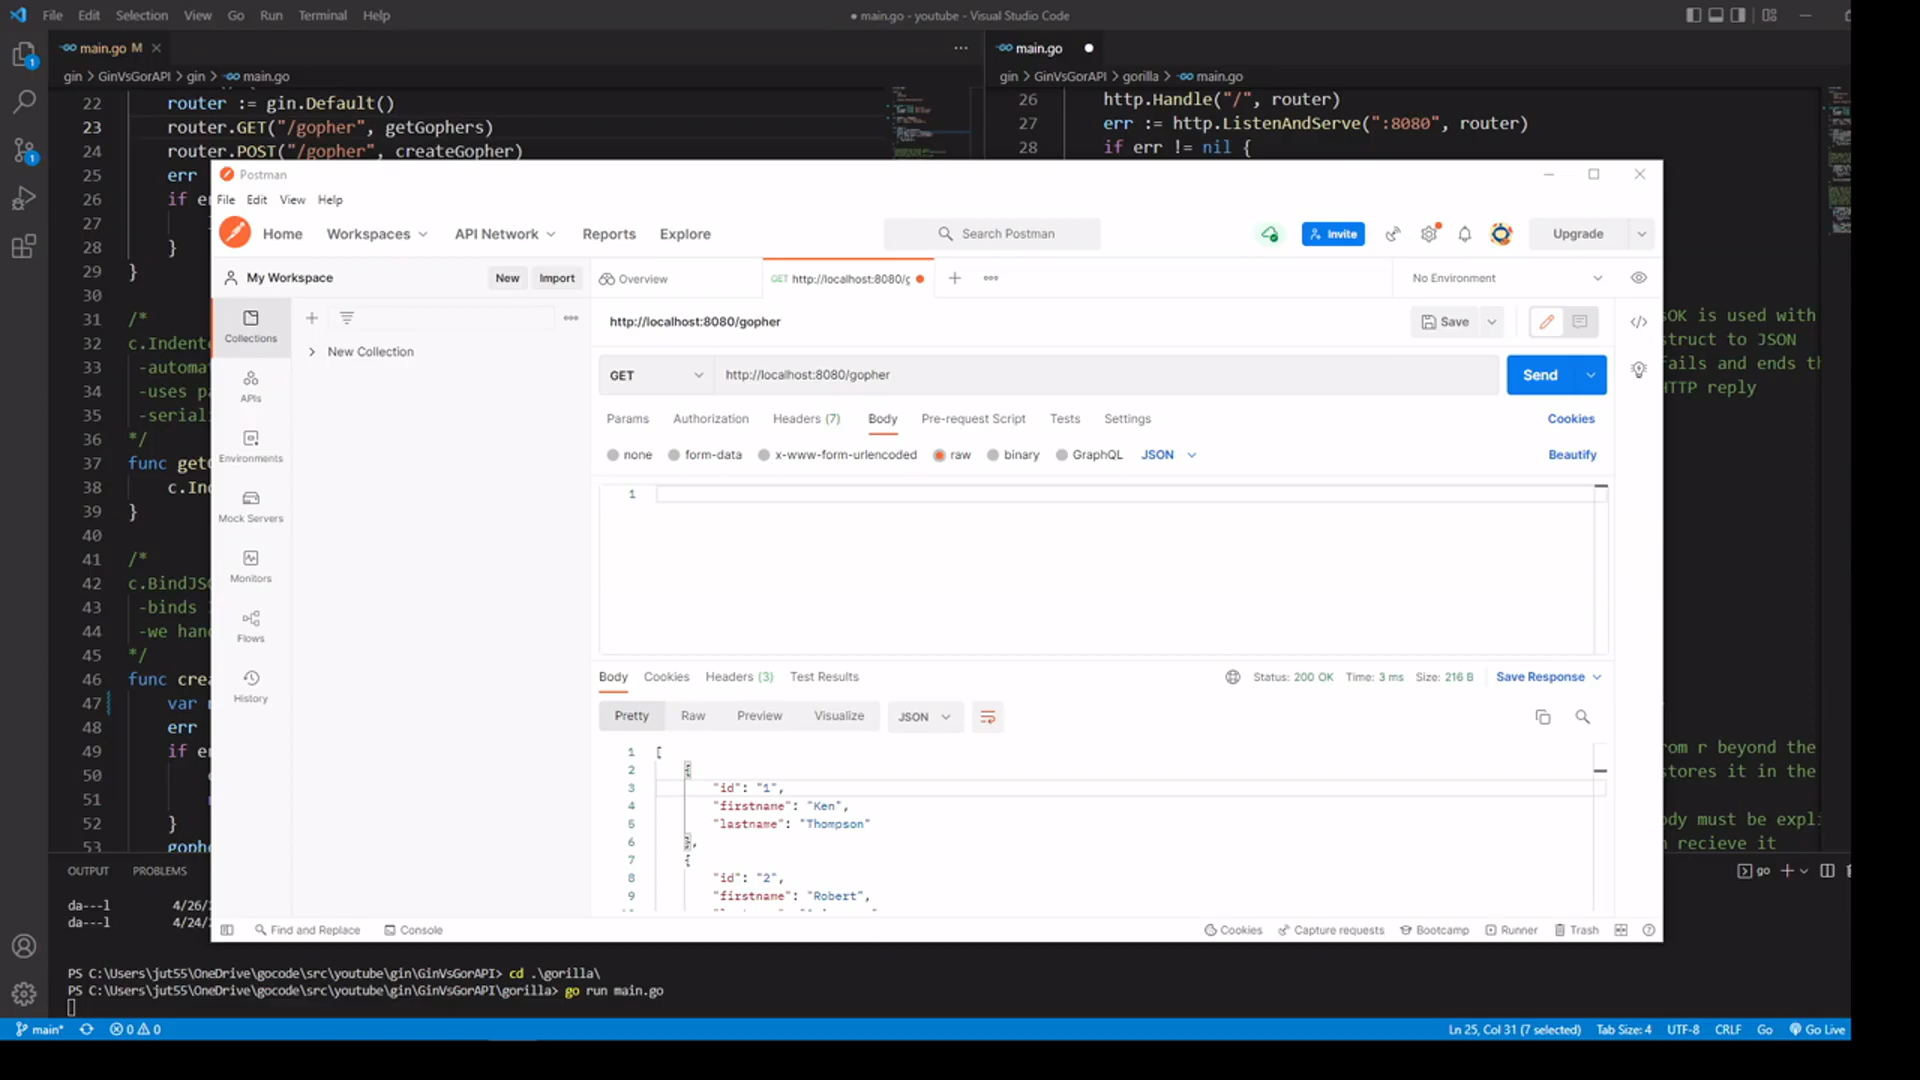 File Edit Selection View Go Run Terminal Help
● main.go - youtube - Visual Studio Code
main.go M
main.go ●
gin > GinVsGorAPI > gin > main.go
gin > GinVsGorAPI > gorilla > main.go
22 router := gin.Default()
23 router.GET("/gopher", getGophers)
24 router.POST("/gopher", createGopher)
25 err
26 if
27
28 }
29 }
30
31 /*
32 c.Indent
33 -automa
34 -uses
35 -serial
36 */
37 func get
38 c.In
39 }
40
41 /*
42 c.BindJS
43 -binds
44 -we han
45 */
46 func cre
47 var
48 err
49 if
50
51
52 }
53 goph
26 http.Handle("/", router)
27 err := http.ListenAndServe(":8080", router)
28 if err != nil {
OK is used with
struct to JSON
fails and ends th
HTTP reply
om r beyond the
stores it in the
ody must be expli
recieve it
Postman
File Edit View Help
Home Workspaces API Network Reports Explore
Search Postman
Invite
Upgrade
My Workspace
New Import
Overview
GET http://localhost:8080/g
No Environment
Collections
New Collection
APIs
Environments
Mock Servers
Monitors
Flows
History
http://localhost:8080/gopher
Save
GET http://localhost:8080/gopher
Send
Params Authorization Headers (7) Body Pre-request Script Tests Settings
Cookies
none form-data x-www-form-urlencoded raw binary GraphQL JSON
Beautify
1
Body Cookies Headers (3) Test Results
Status: 200 OK Time: 3 ms Size: 216 B Save Response
Pretty Raw Preview Visualize JSON
1 [
2 {
3 "id": "1",
4 "firstname": "Ken",
5 "lastname": "Thompson"
6 },
7 {
8 "id": "2",
9 "firstname": "Robert",
Find and Replace Console
Cookies Capture requests Bootcamp Runner Trash
OUTPUT PROBLEMS
go
da---l 4/26/
da---l 4/24/
PS C:\Users\jut55\OneDrive\gocode\src\youtube\gin\GinVsGorAPI> cd .\gorilla\
PS C:\Users\jut55\OneDrive\gocode\src\youtube\gin\GinVsGorAPI\gorilla> go run main.go
main* 0 0
Ln 25, Col 31 (7 selected) Tab Size: 4 UTF-8 CRLF Go Go Live